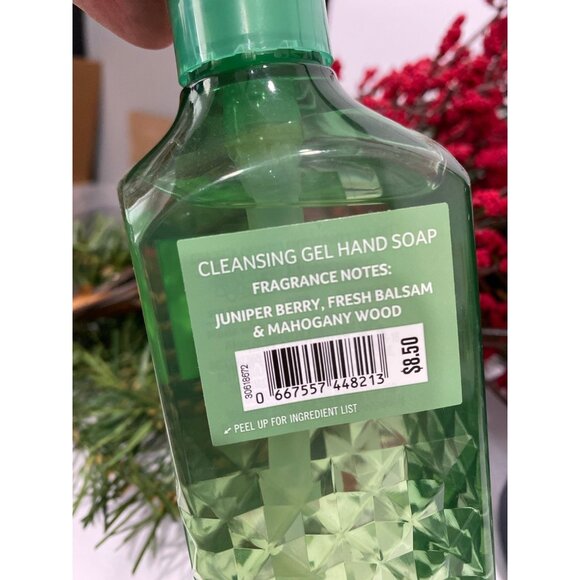 CLEANSING GEL HAND SOAP
FRAGRANCE NOTES:
JUNIPER BERRY, FRESH BALSAM
& MAHOGANY WOOD
30618672
0 667557 448213
$8.50
↙ PEEL UP FOR INGREDIENT LIST